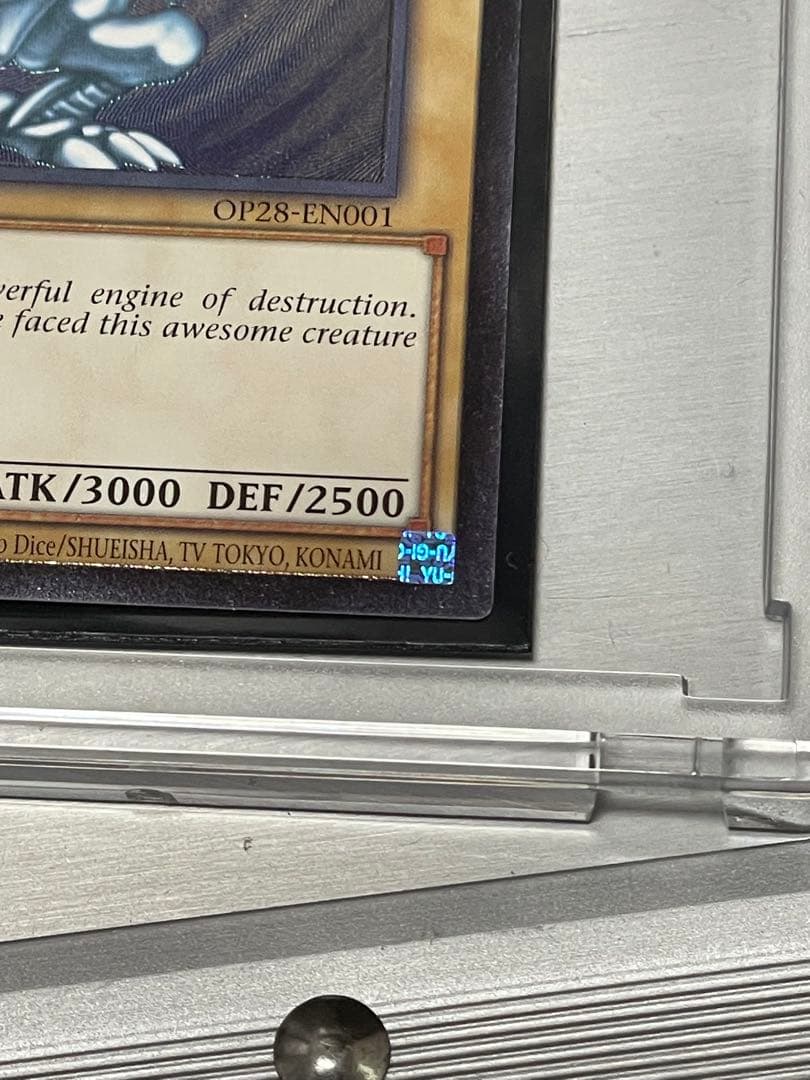 OP28-EN001
erful engine of destruction.
faced this awesome creature
ATK/3000 DEF/2500
Dice/SHUEISHA, TV TOKYO, KONAMI